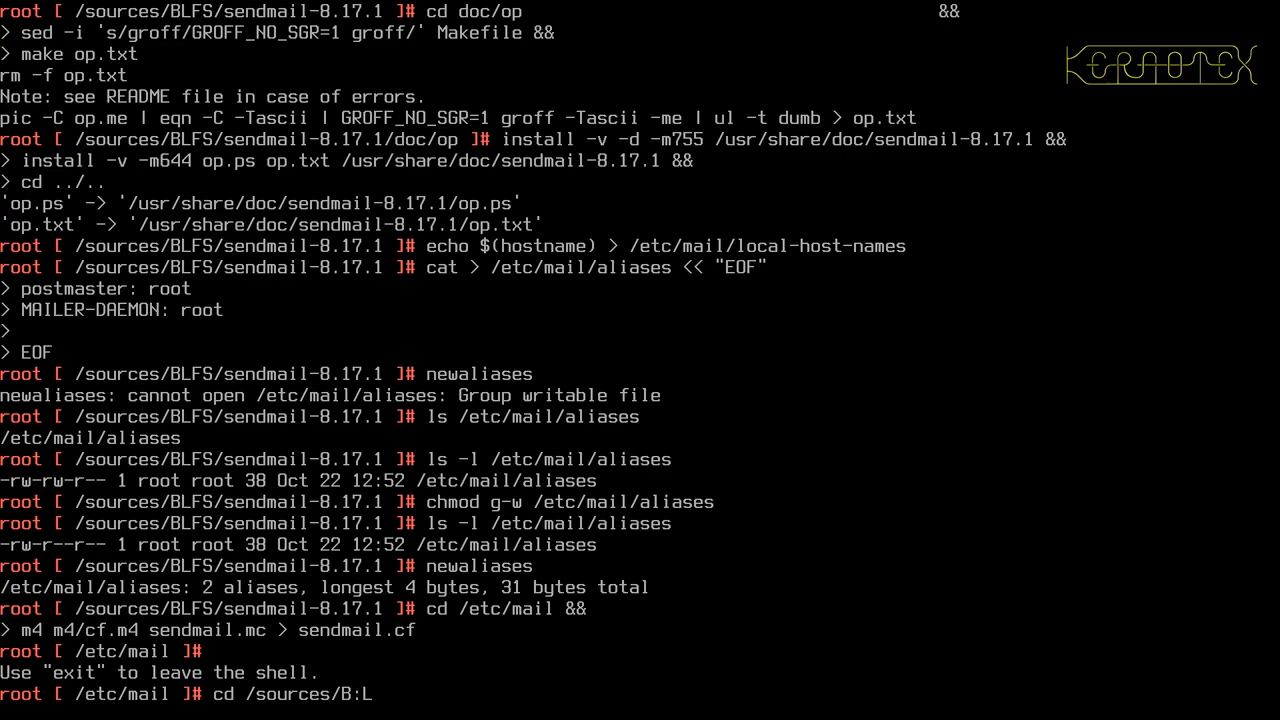 root [ /sources/BLFS/sendmail-8.17.1 ]# cd doc/op                                       &&
> sed -i 's/groff/GROFF_NO_SGR=1 groff/' Makefile &&
> make op.txt
rm -f op.txt
KERNOTEX
Note: see README file in case of errors.
pic -C op.me | eqn -C -Tascii | GROFF_NO_SGR=1 groff -Tascii -me | ul -t dumb > op.txt
root [ /sources/BLFS/sendmail-8.17.1/doc/op ]# install -v -d -m755 /usr/share/doc/sendmail-8.17.1 &&
> install -v -m644 op.ps op.txt /usr/share/doc/sendmail-8.17.1 &&
> cd ../..
'op.ps' -> '/usr/share/doc/sendmail-8.17.1/op.ps'
'op.txt' -> '/usr/share/doc/sendmail-8.17.1/op.txt'
root [ /sources/BLFS/sendmail-8.17.1 ]# echo $(hostname) > /etc/mail/local-host-names
root [ /sources/BLFS/sendmail-8.17.1 ]# cat > /etc/mail/aliases << "EOF"
> postmaster: root
> MAILER-DAEMON: root
>
> EOF
root [ /sources/BLFS/sendmail-8.17.1 ]# newaliases
newaliases: cannot open /etc/mail/aliases: Group writable file
root [ /sources/BLFS/sendmail-8.17.1 ]# ls /etc/mail/aliases
/etc/mail/aliases
root [ /sources/BLFS/sendmail-8.17.1 ]# ls -l /etc/mail/aliases
-rw-rw-r-- 1 root root 38 Oct 22 12:52 /etc/mail/aliases
root [ /sources/BLFS/sendmail-8.17.1 ]# chmod g-w /etc/mail/aliases
root [ /sources/BLFS/sendmail-8.17.1 ]# ls -l /etc/mail/aliases
-rw-r--r-- 1 root root 38 Oct 22 12:52 /etc/mail/aliases
root [ /sources/BLFS/sendmail-8.17.1 ]# newaliases
/etc/mail/aliases: 2 aliases, longest 4 bytes, 31 bytes total
root [ /sources/BLFS/sendmail-8.17.1 ]# cd /etc/mail &&
> m4 m4/cf.m4 sendmail.mc > sendmail.cf
root [ /etc/mail ]#
Use "exit" to leave the shell.
root [ /etc/mail ]# cd /sources/B:L